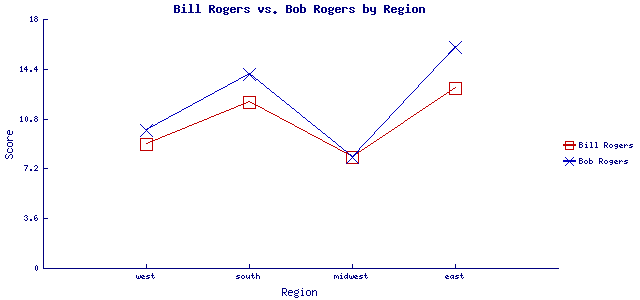 Bill Rogers vs. Bob Rogers by Region
18
14.4
10.8
7.2
3.6
0
Score
west south midwest east
Region
Bill Rogers
Bob Rogers